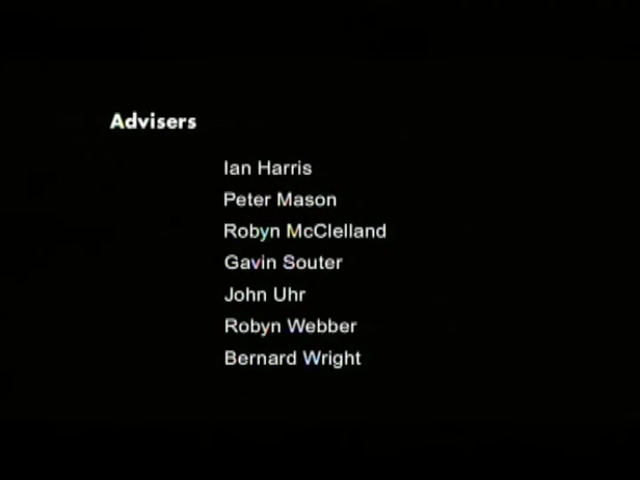 Advisers
Ian Harris
Peter Mason
Robyn McClelland
Gavin Souter
John Uhr
Robyn Webber
Bernard Wright